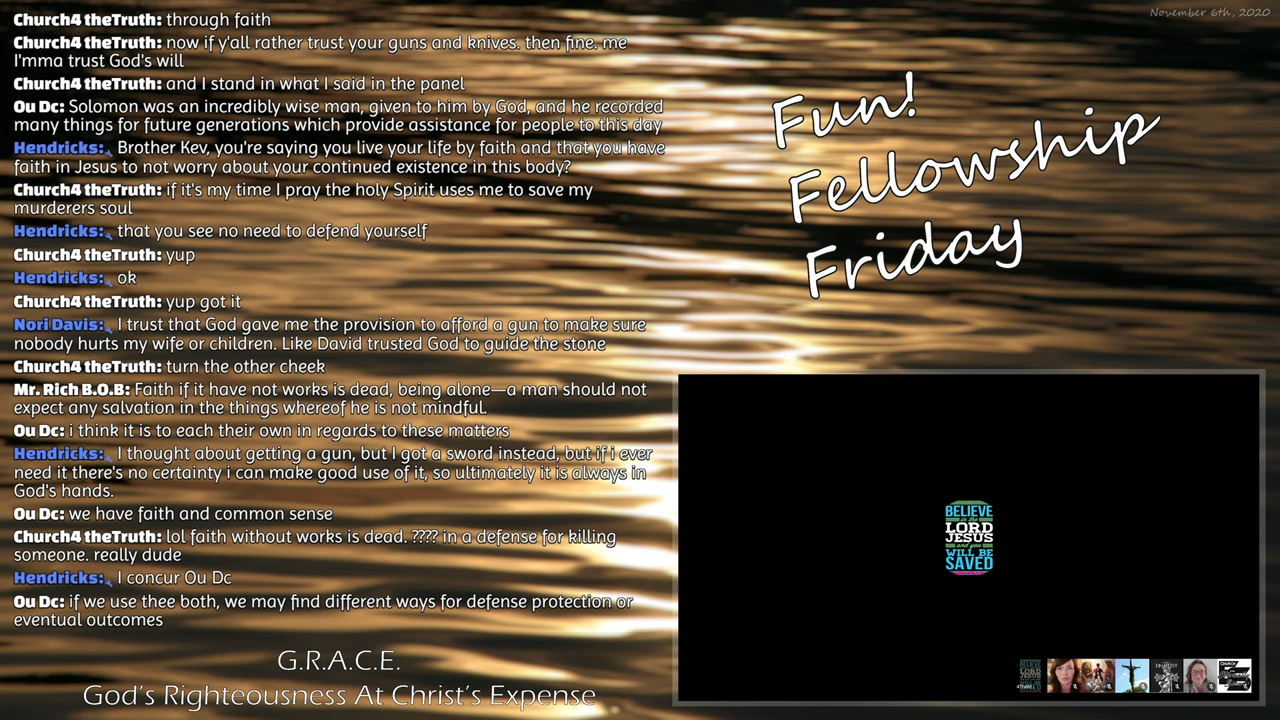 Church4 theTruth: through faith
Church4 theTruth: now if y'all rather trust your guns and knives. then fine. me
I'mma trust God's will
Church4 theTruth: and I stand in what I said in the panel
Ou Dc: Solomon was an incredibly wise man, given to him by God, and he recorded
many things for future generations which provide assistance for people to this day
Hendricks: Brother Kev, you're saying you live your life by faith and that you have
faith in Jesus to not worry about your continued existence in this body?
Church4 theTruth: if it's my time I pray the holy Spirit uses me to save my
murderers soul
Hendricks: that you see no need to defend yourself
Church4 theTruth: yup
Hendricks: ok
Church4 theTruth: yup got it
Nori Davis: I trust that God gave me the provision to afford a gun to make sure
nobody hurts my wife or children. Like David trusted God to guide the stone
Church4 theTruth: turn the other cheek
Mr. Rich B.O.B: Faith if it have not works is dead, being alone—a man should not
expect any salvation in the things whereof he is not mindful.
Ou Dc: i think it is to each their own in regards to these matters
Hendricks: I thought about getting a gun, but I got a sword instead, but if i ever
need it there's no certainty i can make good use of it, so ultimately it is always in
God's hands.
Ou Dc: we have faith and common sense
Church4 theTruth: lol faith without works is dead. ???? in a defense for killing
someone. really dude
Hendricks: I concur Ou Dc
Ou Dc: if we use thee both, we may find different ways for defense protection or
eventual outcomes
G.R.A.C.E.
God's Righteousness At Christ's Expense
November 6th, 2020
Fun!
Fellowship
Friday
BELIEVE
in the
LORD
JESUS
and you
WILL BE
SAVED